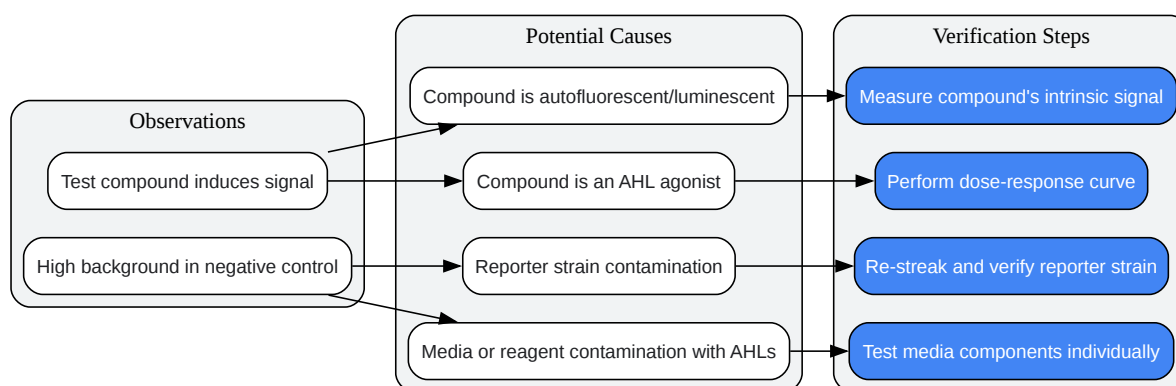 Observations
Test compound induces signal
High background in negative control
Potential Causes
Compound is autofluorescent/luminescent
Compound is an AHL agonist
Reporter strain contamination
Media or reagent contamination with AHLs
Verification Steps
Measure compound's intrinsic signal
Perform dose-response curve
Re-streak and verify reporter strain
Test media components individually